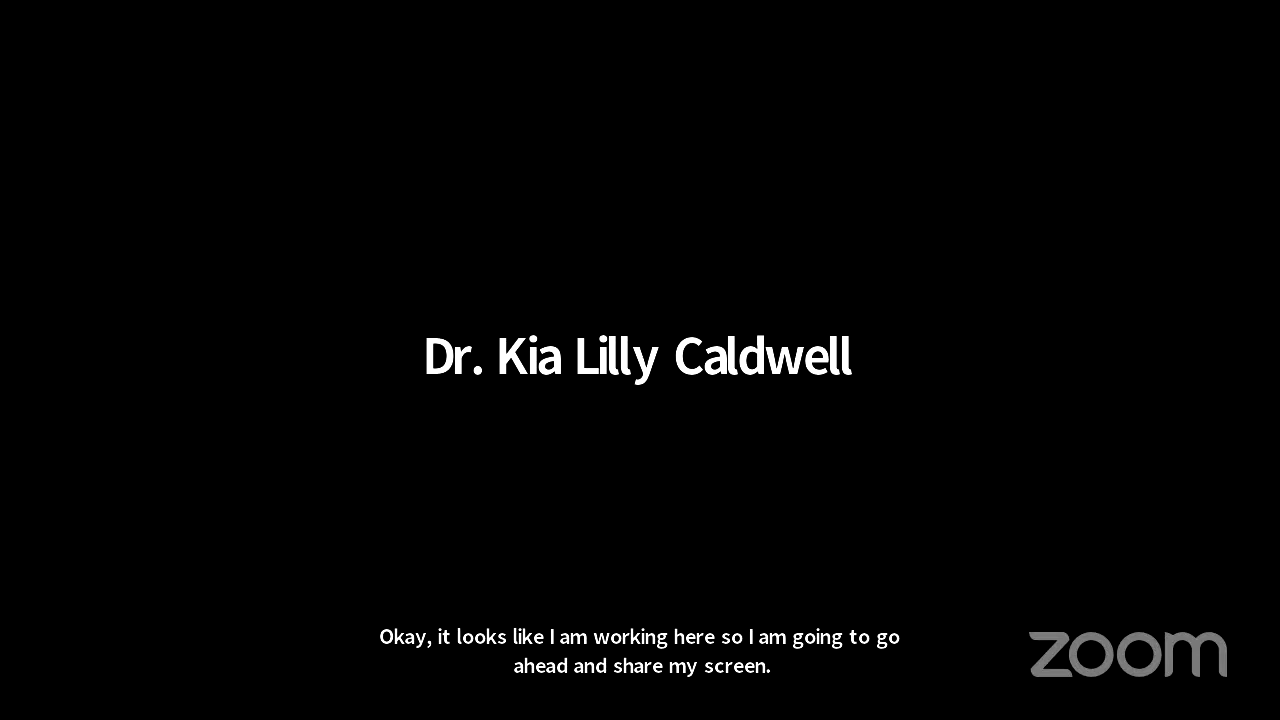 Dr. Kia Lilly Caldwell
Okay, it looks like I am working here so I am going to go
ahead and share my screen.
zoom